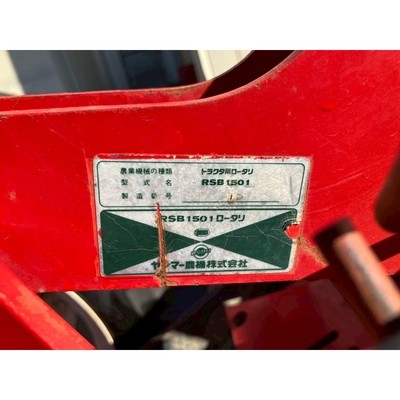 農業機械の種類 トラクタ用ロータリ
型式名 RSB1501
製造番号
RSB1501ロータリ
ヤンマー農機株式会社